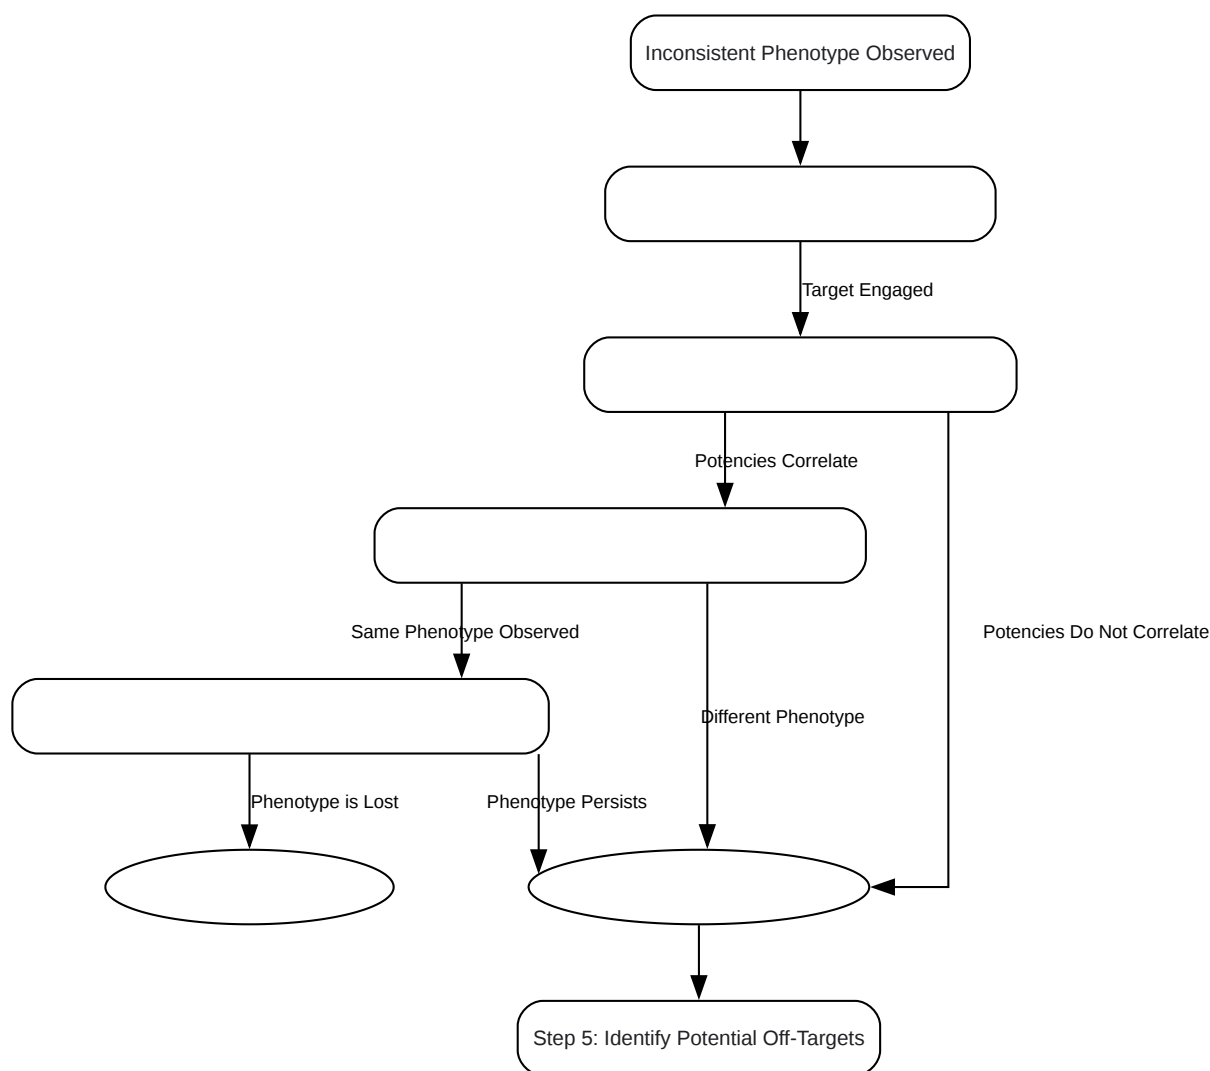 Inconsistent Phenotype Observed
Target Engaged
Potencies Correlate
Same Phenotype Observed
Potencies Do Not Correlate
Different Phenotype
Phenotype is Lost
Phenotype Persists
Step 5: Identify Potential Off-Targets